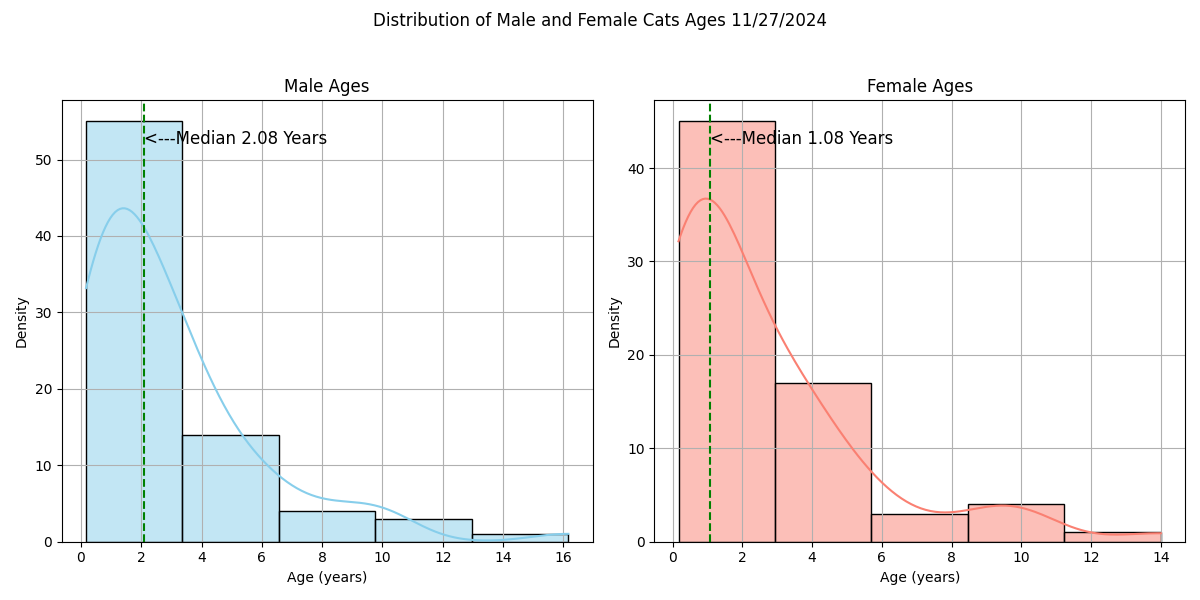 Distribution of Male and Female Cats Ages 11/27/2024
Male Ages
<---Median 2.08 Years
Density
50
40
30
20
10
0
0 2 4 6 8 10 12 14 16
Age (years)
Female Ages
<---Median 1.08 Years
Density
40
30
20
10
0
0 2 4 6 8 10 12 14
Age (years)